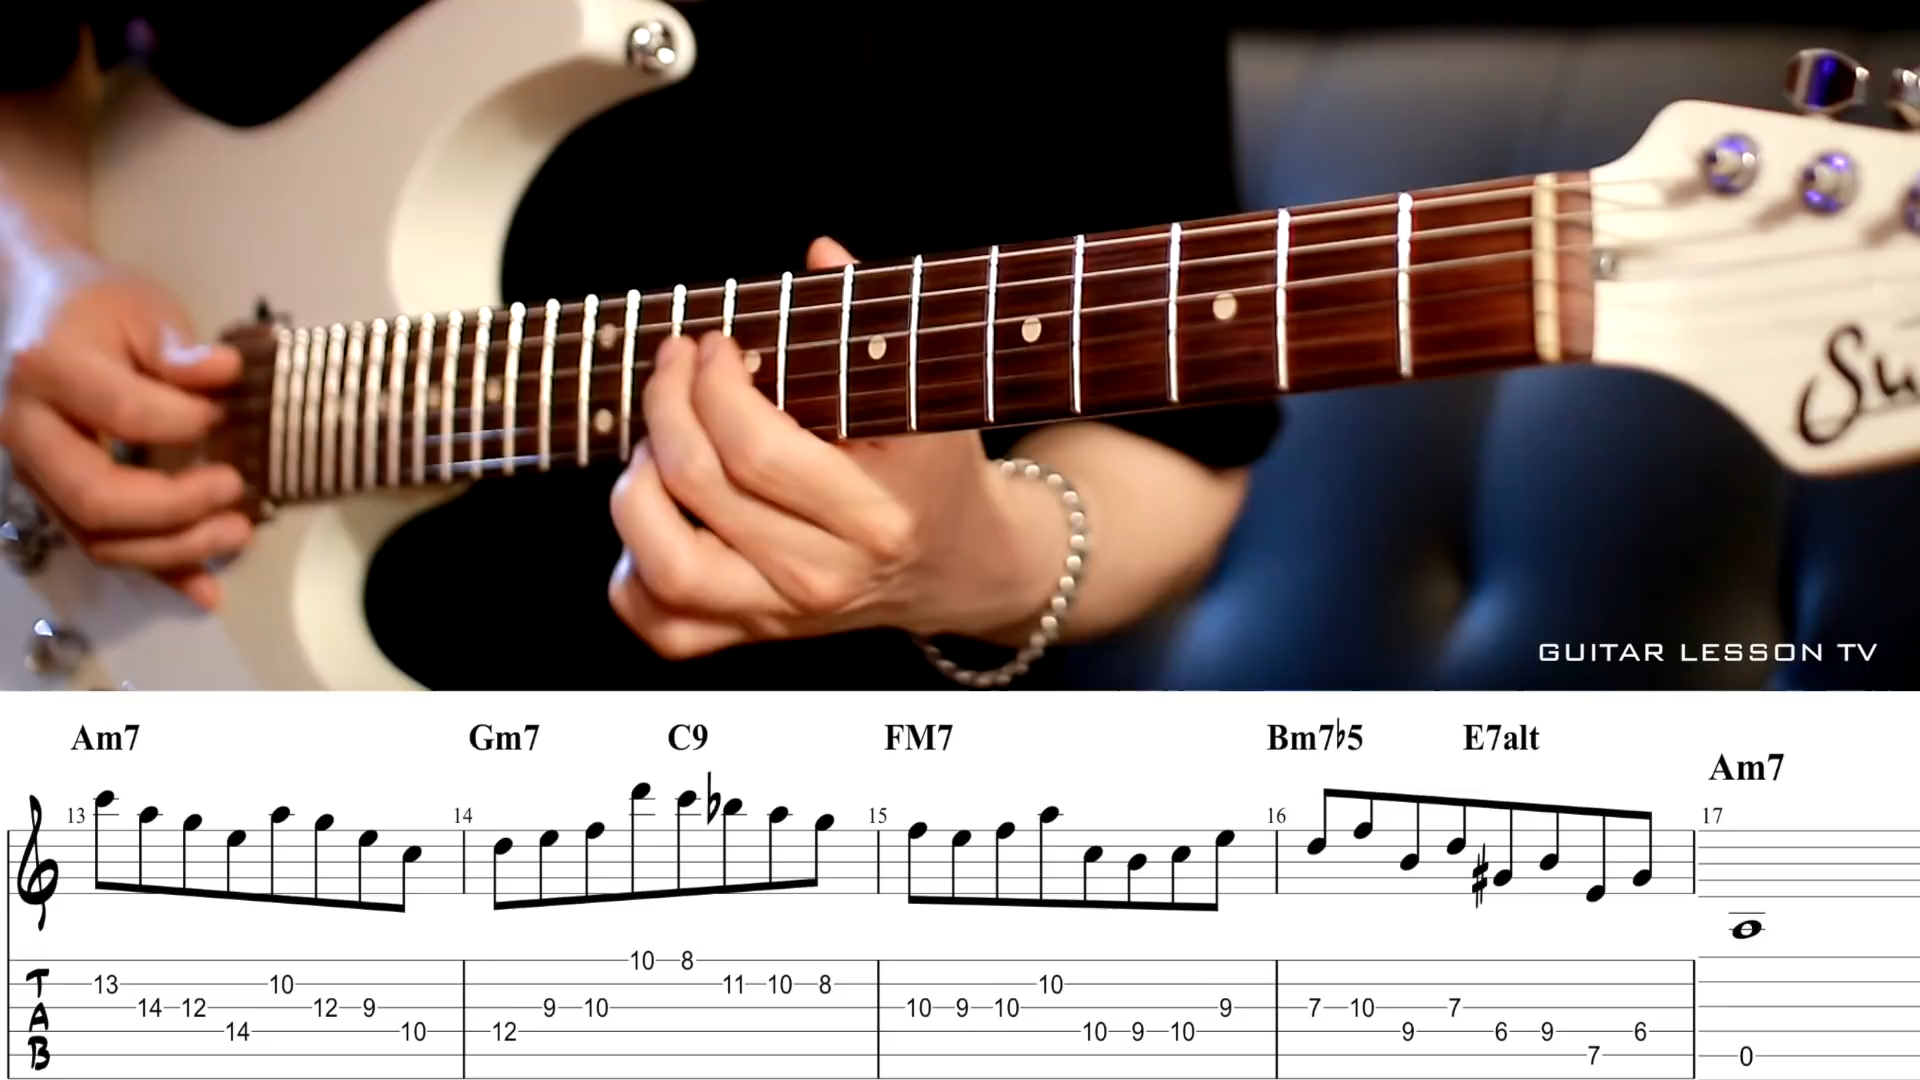 Su
GUITAR LESSON TV
Am7 Gm7 C9 FM7 Bm7♭5 E7alt Am7
13 14 15 16 17
T 10 8
A 13 10 11 10 8 10
B 14 12 12 9 9 10 10 9 10 9 7 10 7
14 10 12 10 9 10 9 6 9 6
7 0